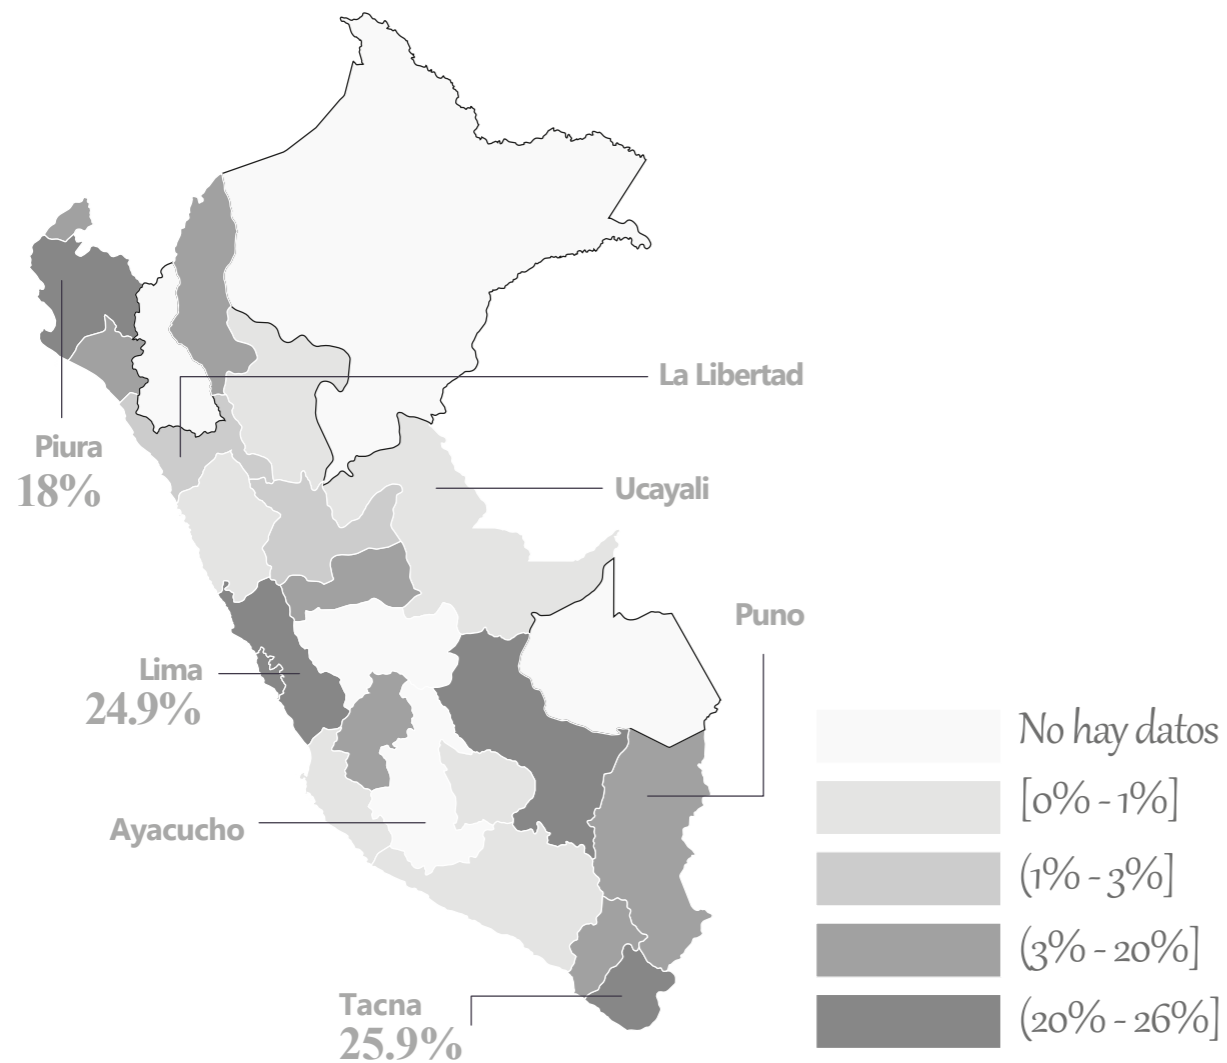 La Libertad
Piura
18%
Ucayali
Puno
Lima
24.9%
Ayacucho
Tacna
25.9%
No hay datos
[0% - 1%]
(1% - 3%]
(3% - 20%]
(20% - 26%]